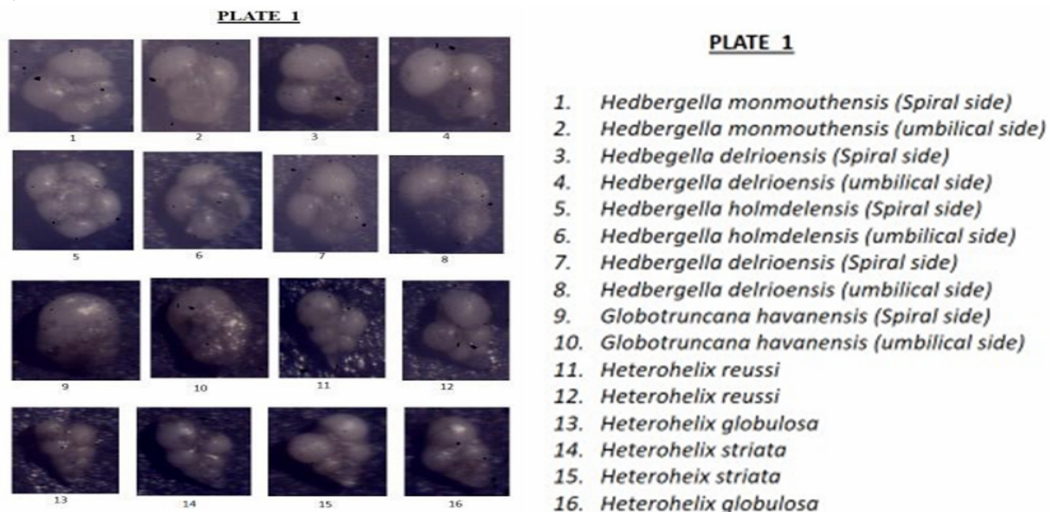 PLATE 1
1 2 3 4
5 6 7 8
9 10 11 12
13 14 15 16
PLATE 1
1. Hedbergella monmouthensis (Spiral side)
2. Hedbergella monmouthensis (umbilical side)
3. Hedbegella delrioensis (Spiral side)
4. Hedbergella delrioensis (umbilical side)
5. Hedbergella holmdelensis (Spiral side)
6. Hedbergella holmdelensis (umbilical side)
7. Hedbergella delrioensis (Spiral side)
8. Hedbergella delrioensis (umbilical side)
9. Globotruncana havanensis (Spiral side)
10. Globotruncana havanensis (umbilical side)
11. Heterohelix reussi
12. Heterohelix reussi
13. Heterohelix globulosa
14. Heterohelix striata
15. Heteroheix striata
16. Heterohelix globulosa